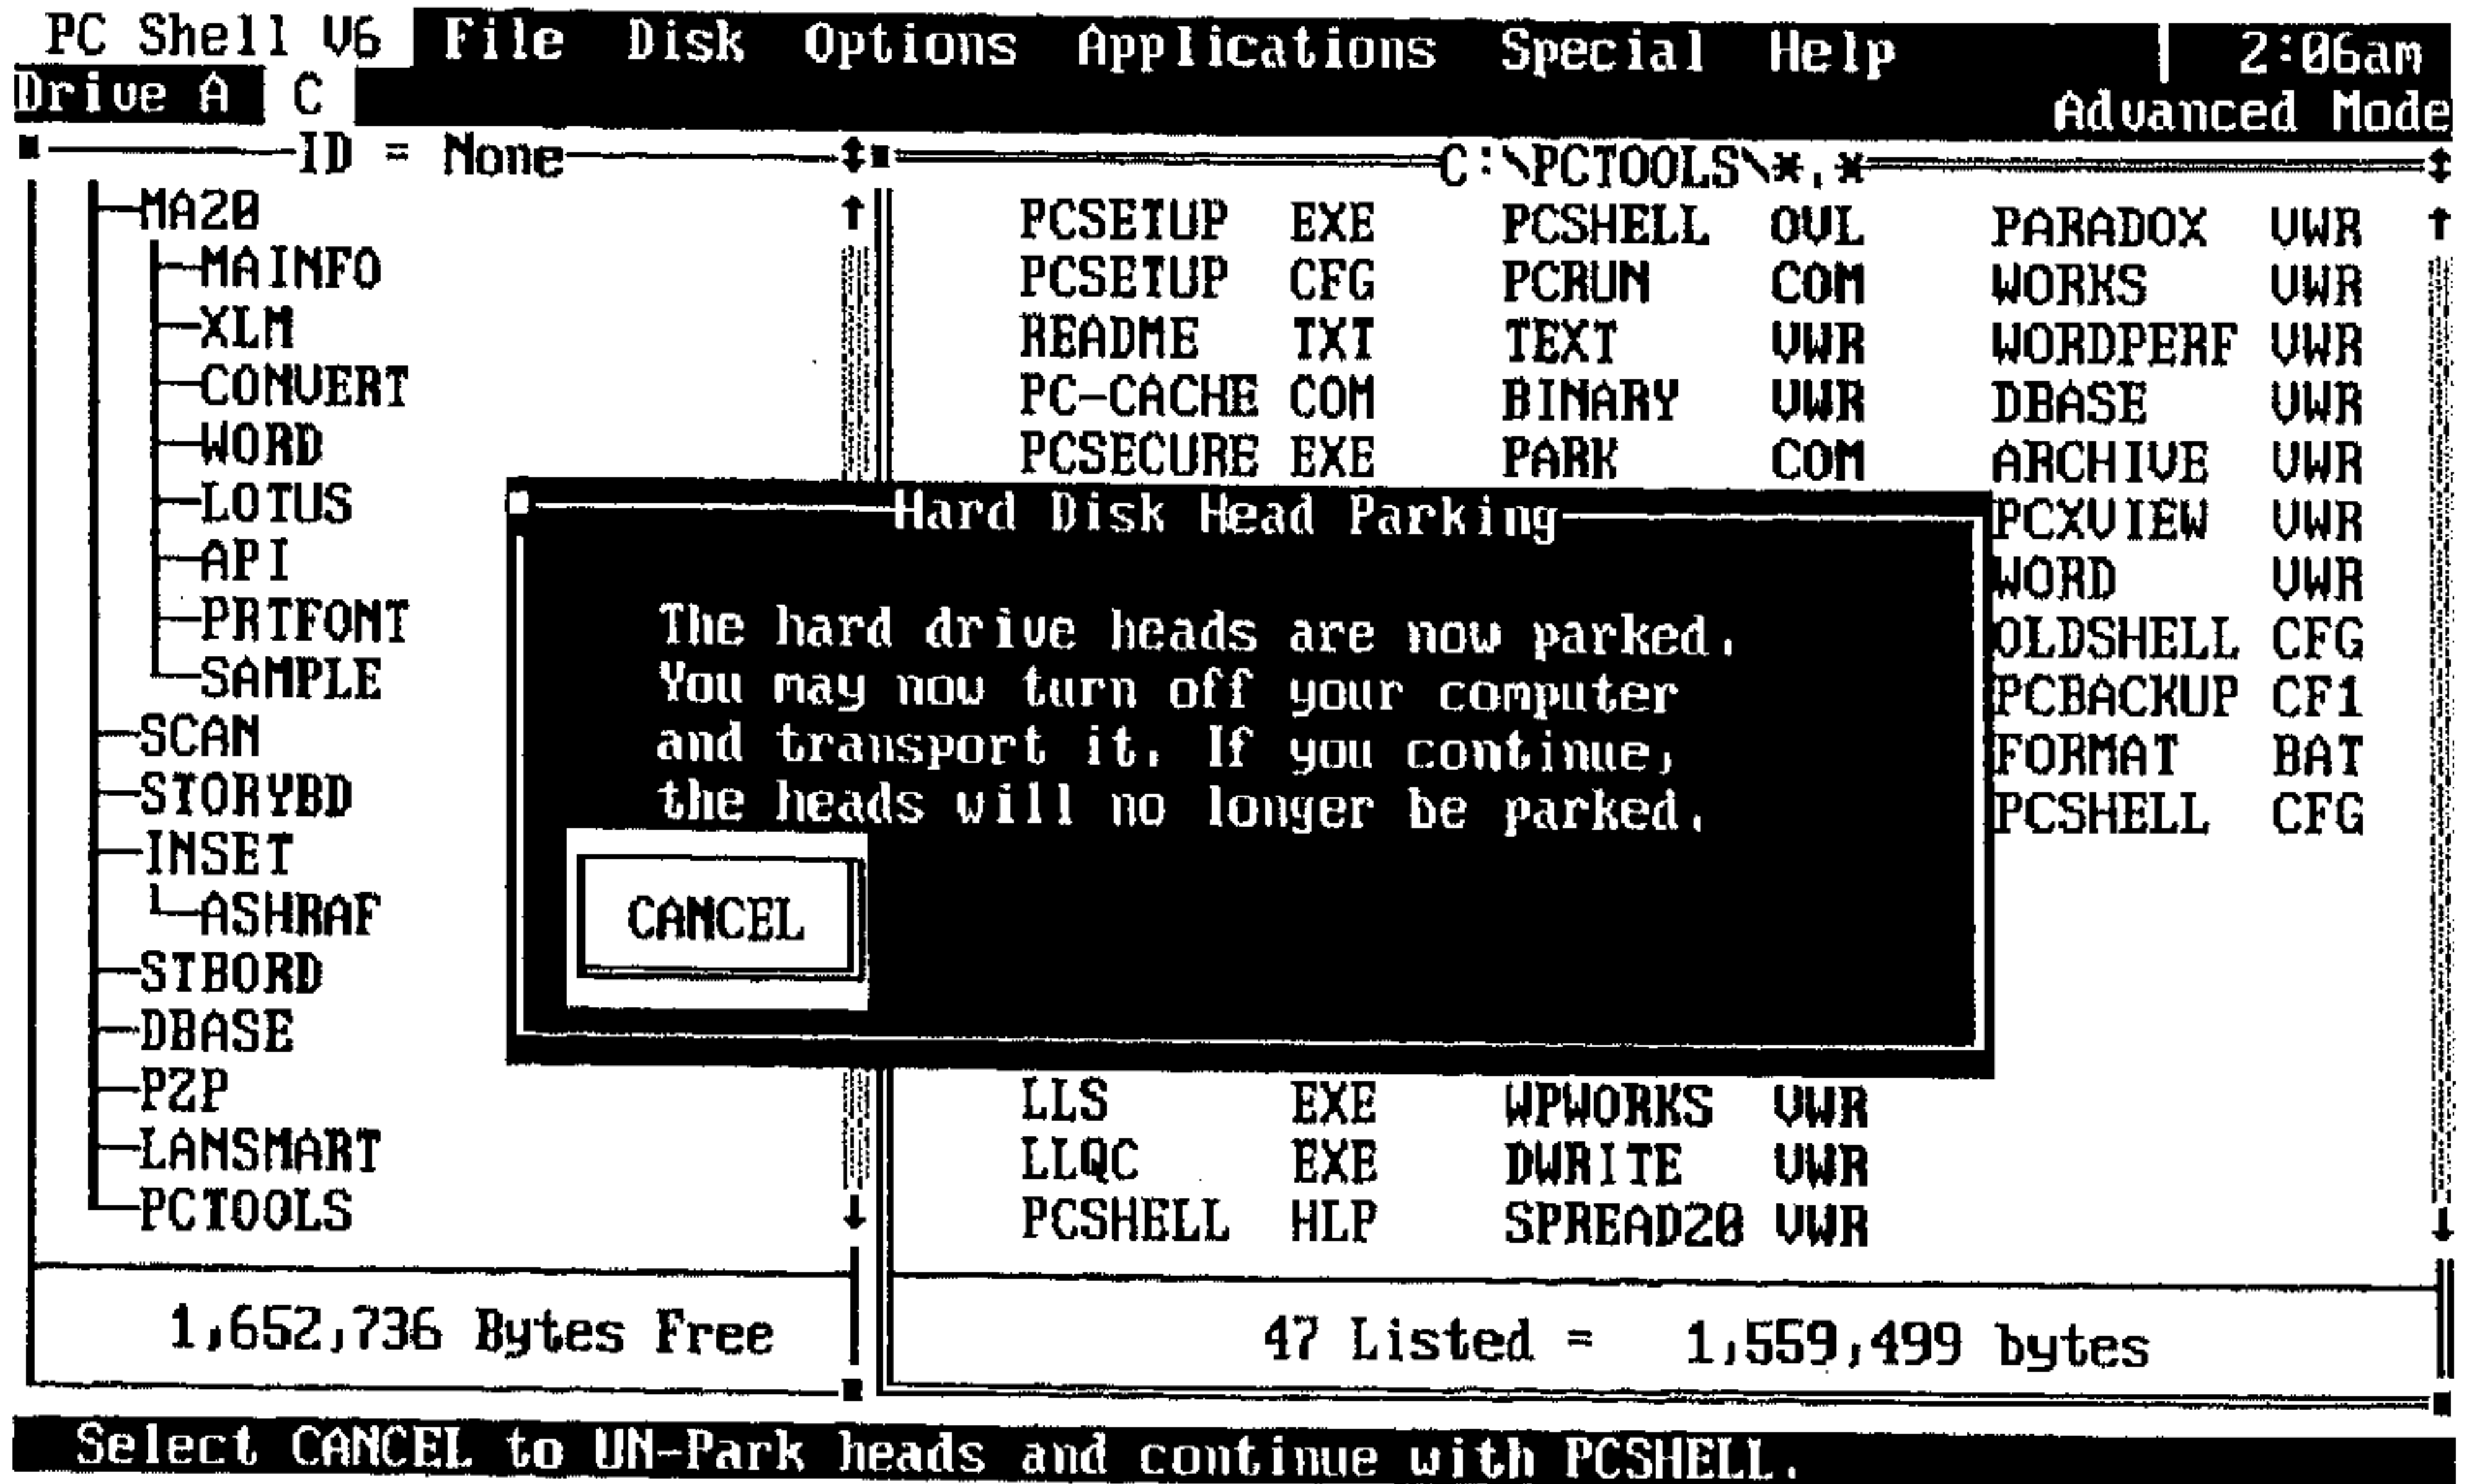 PC Shell V6 File Disk Options Applications Special Help 2:06am
Drive A C
Advanced Mode
ID = None
MA20
MAINFO
XLM
CONVERT
WORD
LOTUS
API
PRTFONT
SAMPLE
SCAN
STORYBD
INSET
ASHRAF
STBORD
DBASE
PZP
LANSMART
PCTOOLS
1,652,736 Bytes Free
C:\PCTOOLS\*.*
PCSETUP EXE PCSHELL OVL PARADOX VWR
PCSETUP CFG PCRUN COM WORKS VWR
README TXT TEXT VWR WORDPERF VWR
PC-CACHE COM BINARY VWR DBASE VWR
PCSECURE EXE PARK COM ARCHIVE VWR
PCXVIEW VWR
WORD VWR
OLDSHELL CFG
PCBACKUP CF1
FORMAT BAT
PCSHELL CFG
LLS EXE WPWORKS VWR
LLQC EXE DWRITE VWR
PCSHELL HLP SPREAD20 VWR
47 Listed = 1,559,499 bytes
Hard Disk Head Parking
The hard drive heads are now parked.
You may now turn off your computer
and transport it. If you continue,
the heads will no longer be parked.
CANCEL
Select CANCEL to UN-Park heads and continue with PCSHELL.